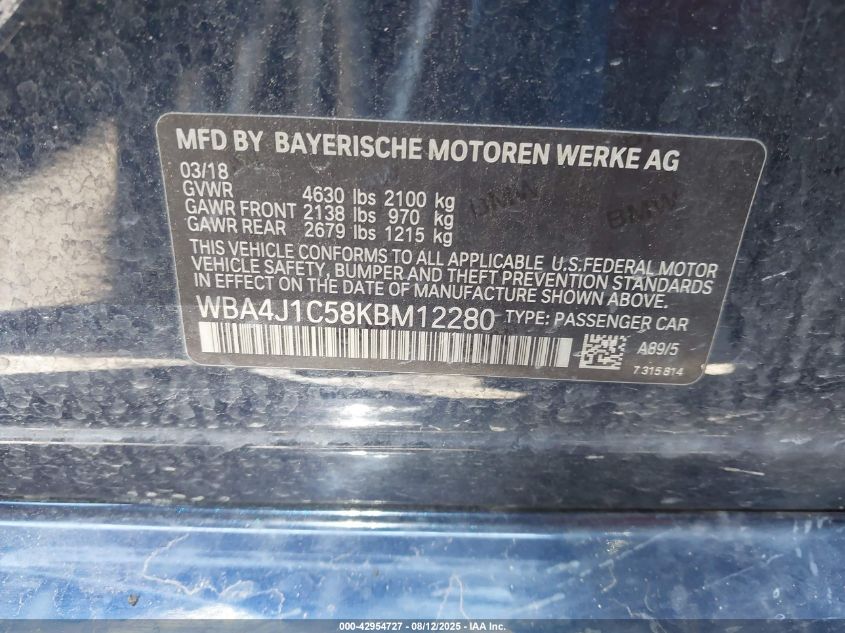 MFD BY BAYERISCHE MOTOREN WERKE AG
03/18
GVWR 4630 lbs 2100 kg
GAWR FRONT 2138 lbs 970 kg
GAWR REAR 2679 lbs 1215 kg
THIS VEHICLE CONFORMS TO ALL APPLICABLE U.S.FEDERAL MOTOR
VEHICLE SAFETY, BUMPER AND THEFT PREVENTION STANDARDS
IN EFFECT ON THE DATE OF MANUFACTURE SHOWN ABOVE.
WBA4J1C58KBM12280 TYPE: PASSENGER CAR
A89/5
7 315 814
BMW BMW
000-42954727 - 08/12/2025 - IAA Inc.